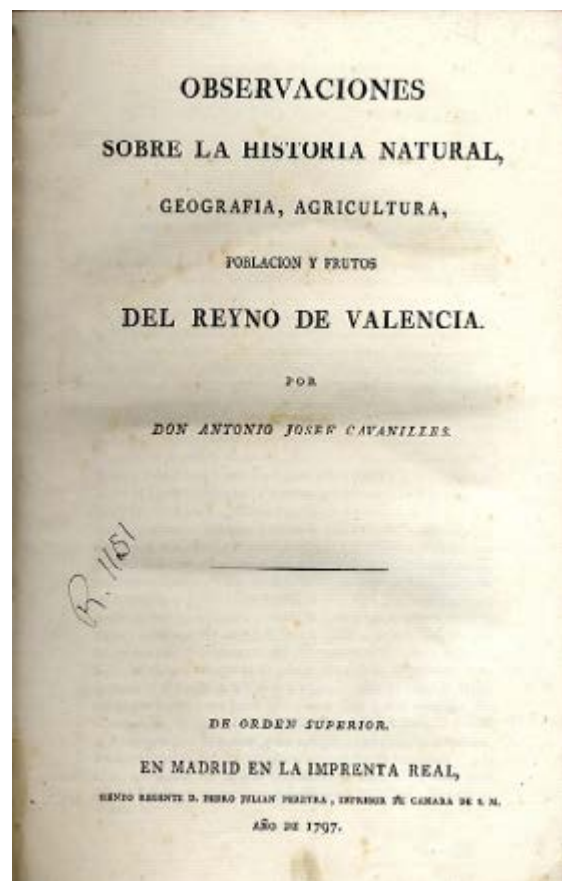 OBSERVACIONES
SOBRE LA HISTORIA NATURAL,
GEOGRAFIA, AGRICULTURA,
POBLACION Y FRUTOS
DEL REYNO DE VALENCIA.
POR
DON ANTONIO JOSEF CAVANILLES.
R. 1151
DE ORDEN SUPERIOR.
EN MADRID EN LA IMPRENTA REAL,
SIENDO REGENTE D. PEDRO JULIAN PEREYRA, IMPRESOR DE CAMARA DE S. M.
AÑO DE 1797.